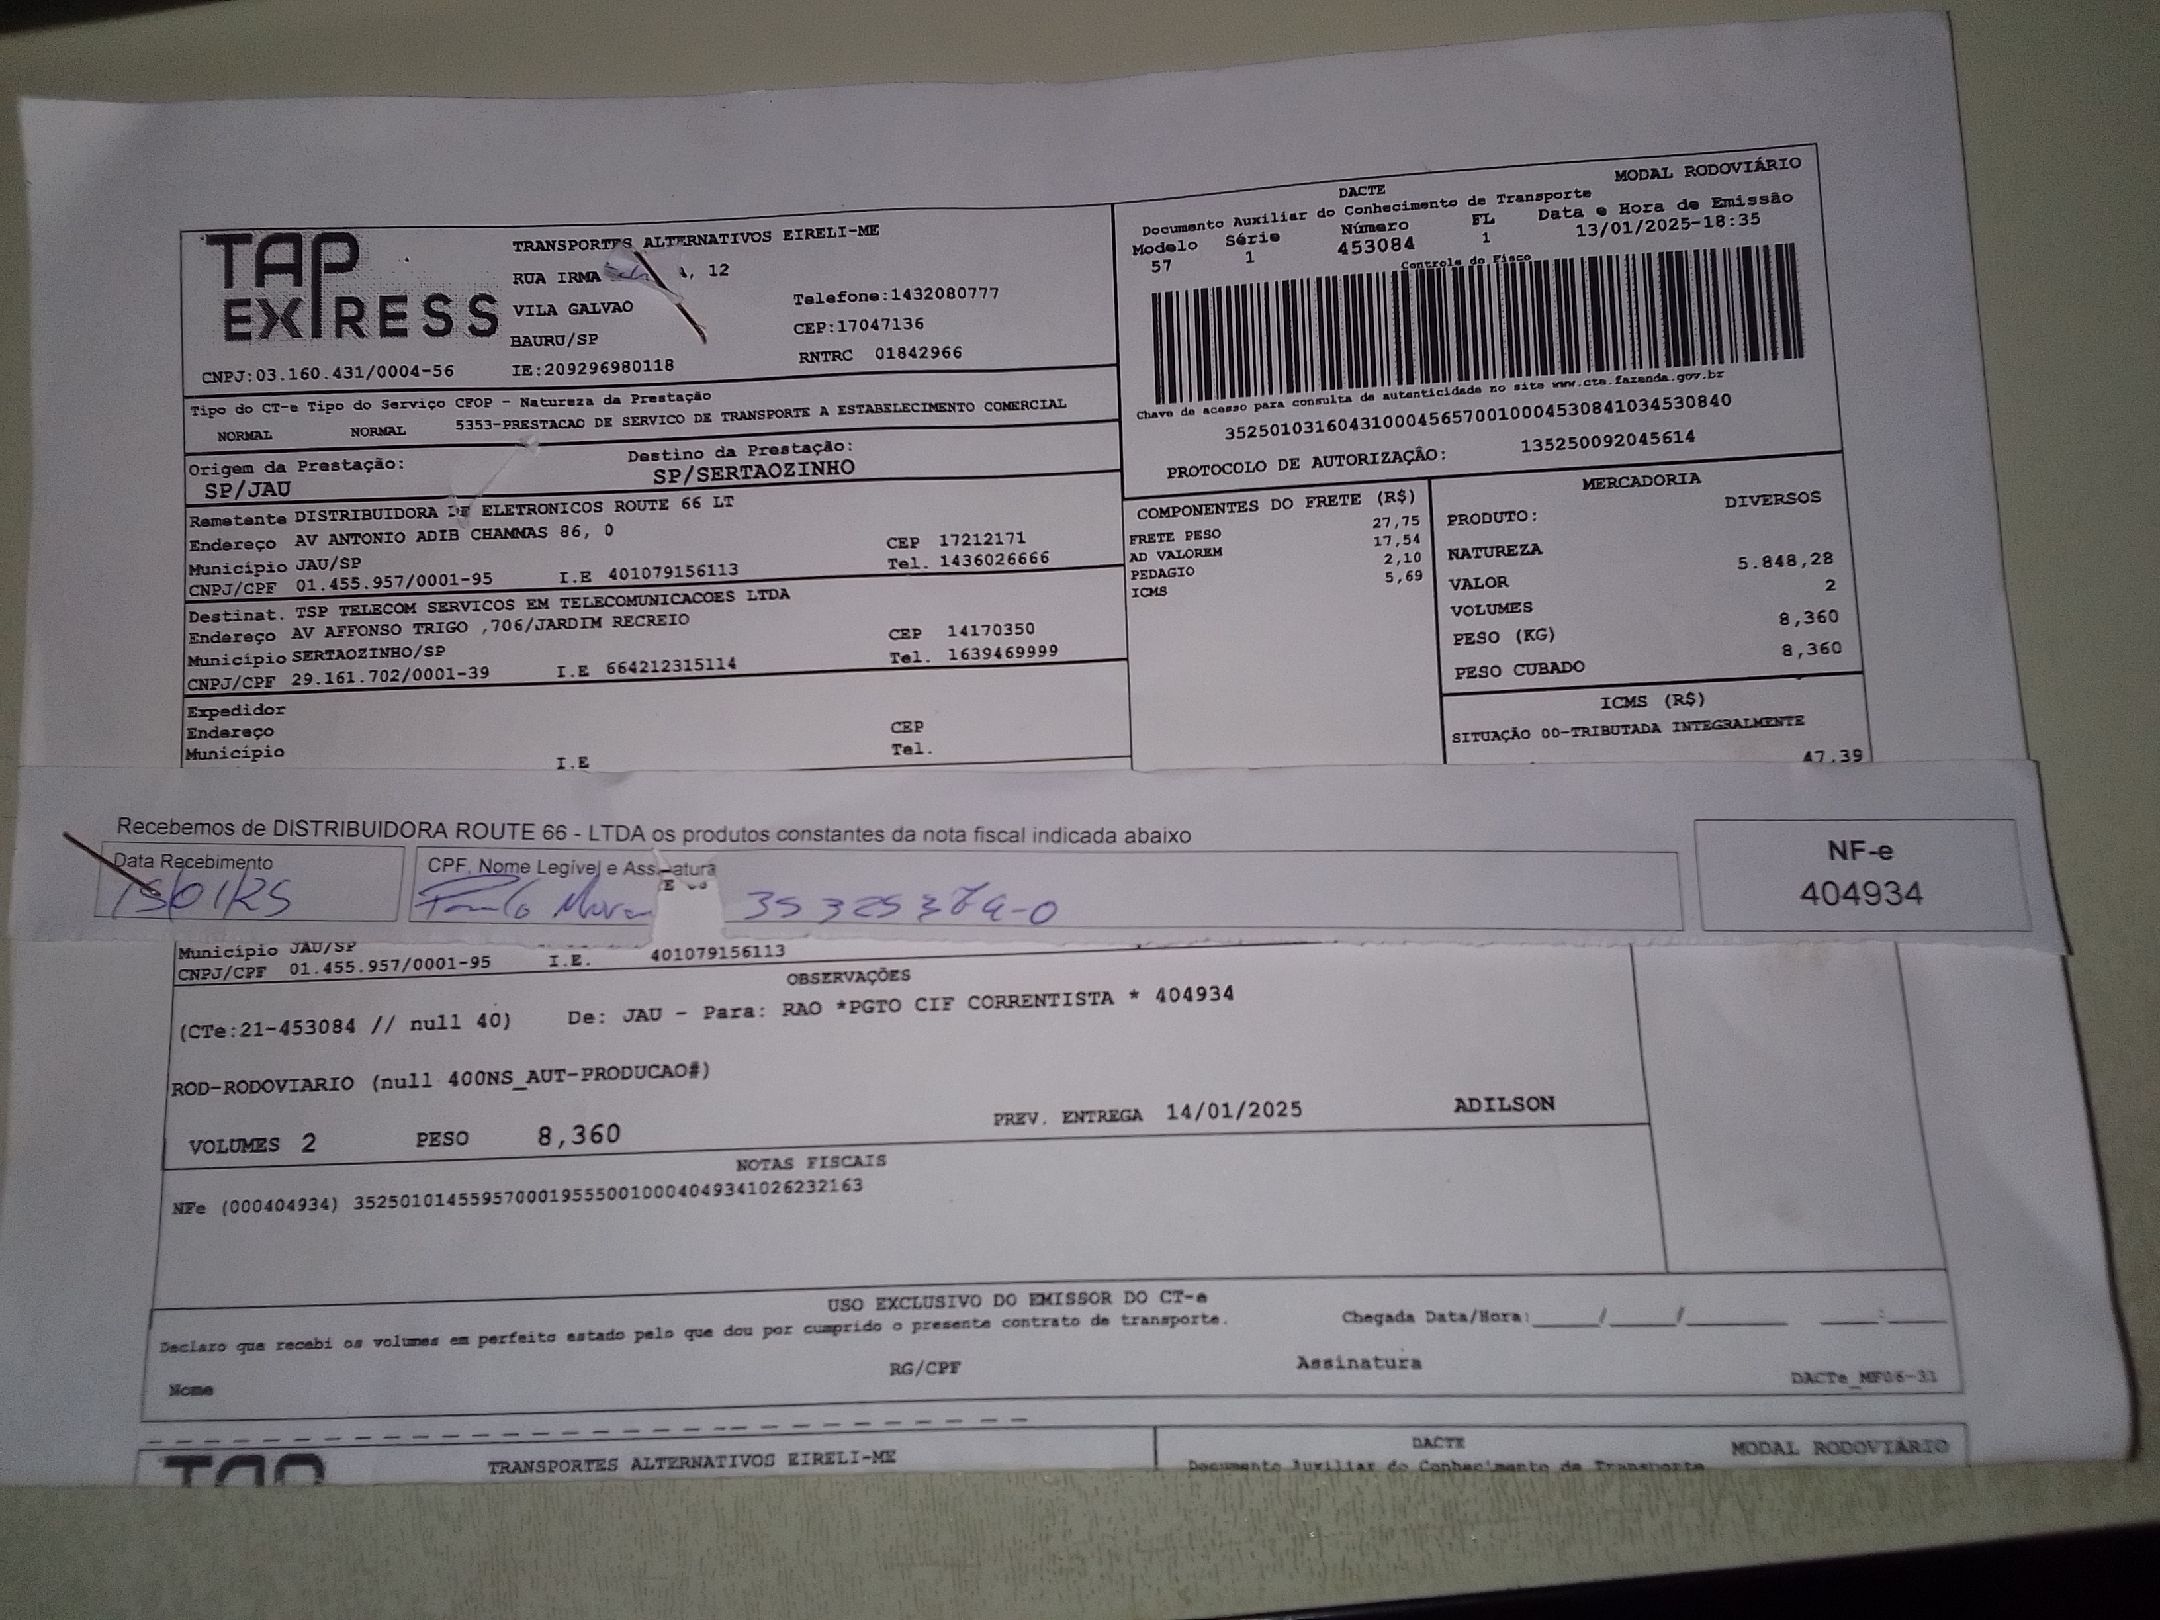 TAP
EXPRESS
TRANSPORTES ALTERNATIVOS EIRELI-ME
RUA IRMA A, 12
VILA GALVAO
Telefone:1432080777
BAURU/SP
CEP:17047136
CNPJ:03.160.431/0004-56
IE:209296980118
RNTRC 01842966
DACTE
MODAL RODOVIÁRIO
Documento Auxiliar do Conhecimento de Transporte
Modelo Série Número FL Data e Hora de Emissão
57 1 453084 1 13/01/2025-18:35
Controle do Fisco
Chave de acesso para consulta de autenticidade no site www.cte.fazenda.gov.br
35250103160431000456570010004530841034530840
PROTOCOLO DE AUTORIZAÇÃO: 135250092045614
Tipo do CT-e Tipo do Serviço CFOP - Natureza da Prestação
NORMAL NORMAL 5353-PRESTACAO DE SERVICO DE TRANSPORTE A ESTABELECIMENTO COMERCIAL
Origem da Prestação: Destino da Prestação:
SP/JAU SP/SERTAOZINHO
Remetente DISTRIBUIDORA DE ELETRONICOS ROUTE 66 LT
Endereço AV ANTONIO ADIB CHAMMAS 86, 0
Município JAU/SP CEP 17212171
CNPJ/CPF 01.455.957/0001-95 I.E 401079156113 Tel. 1436026666
Destinat. TSP TELECOM SERVICOS EM TELECOMUNICACOES LTDA
Endereço AV AFFONSO TRIGO ,706/JARDIM RECREIO
Município SERTAOZINHO/SP CEP 14170350
CNPJ/CPF 29.161.702/0001-39 I.E 664212315114 Tel. 1639469999
Expedidor
Endereço CEP
Município Tel.
I.E
COMPONENTES DO FRETE (R$)
FRETE PESO 27,75
AD VALOREM 17,54
PEDAGIO 2,10
ICMS 5,69
MERCADORIA
PRODUTO: DIVERSOS
NATUREZA
VALOR 5.848,28
VOLUMES 2
PESO (KG) 8,360
PESO CUBADO 8,360
ICMS (R$)
SITUAÇÃO 00-TRIBUTADA INTEGRALMENTE
47,39
Recebemos de DISTRIBUIDORA ROUTE 66 - LTDA os produtos constantes da nota fiscal indicada abaixo
Data Recebimento CPF, Nome Legível e Assinatura
Paulo
NF-e
404934
Município JAU/SP
CNPJ/CPF 01.455.957/0001-95 I.E. 401079156113
OBSERVAÇÕES
(CTe:21-453084 // null 40) De: JAU - Para: RAO *PGTO CIF CORRENTISTA * 404934
ROD-RODOVIARIO (null 400NS_AUT-PRODUCAO#)
VOLUMES 2 PESO 8,360 PREV. ENTREGA 14/01/2025 ADILSON
NOTAS FISCAIS
NFe (000404934) 35250101455957000195550010004049341026232163
USO EXCLUSIVO DO EMISSOR DO CT-e
Declaro que recebi os volumes em perfeito estado pelo que dou por cumprido o presente contrato de transporte.
Chegada Data/Hora:_____/_____/_______ ____:____
Nome RG/CPF Assinatura
DACTe_MF06-31
TAP
TRANSPORTES ALTERNATIVOS EIRELI-ME
DACTE
MODAL RODOVIÁRIO
Documento Auxiliar do Conhecimento de Transporte